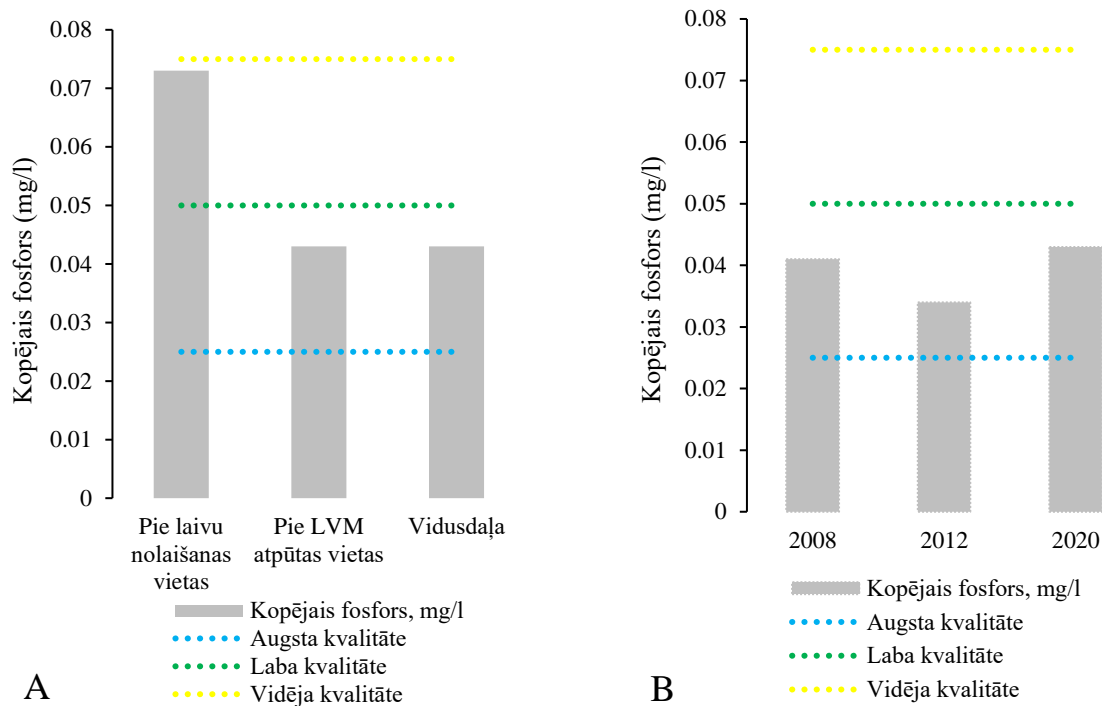 Kopējais fosfors (mg/l)
0.08
0.07
0.06
0.05
0.04
0.03
0.02
0.01
0
Pie laivu
nolaišanas
vietas
Pie LVM
atpūtas vietas
Vidusdaļa
Kopējais fosfors, mg/l
Augsta kvalitāte
Laba kvalitāte
Vidēja kvalitāte
A
Kopējais fosfors (mg/l)
0.08
0.07
0.06
0.05
0.04
0.03
0.02
0.01
0
2008
2012
2020
Kopējais fosfors, mg/l
Augsta kvalitāte
Laba kvalitāte
Vidēja kvalitāte
B